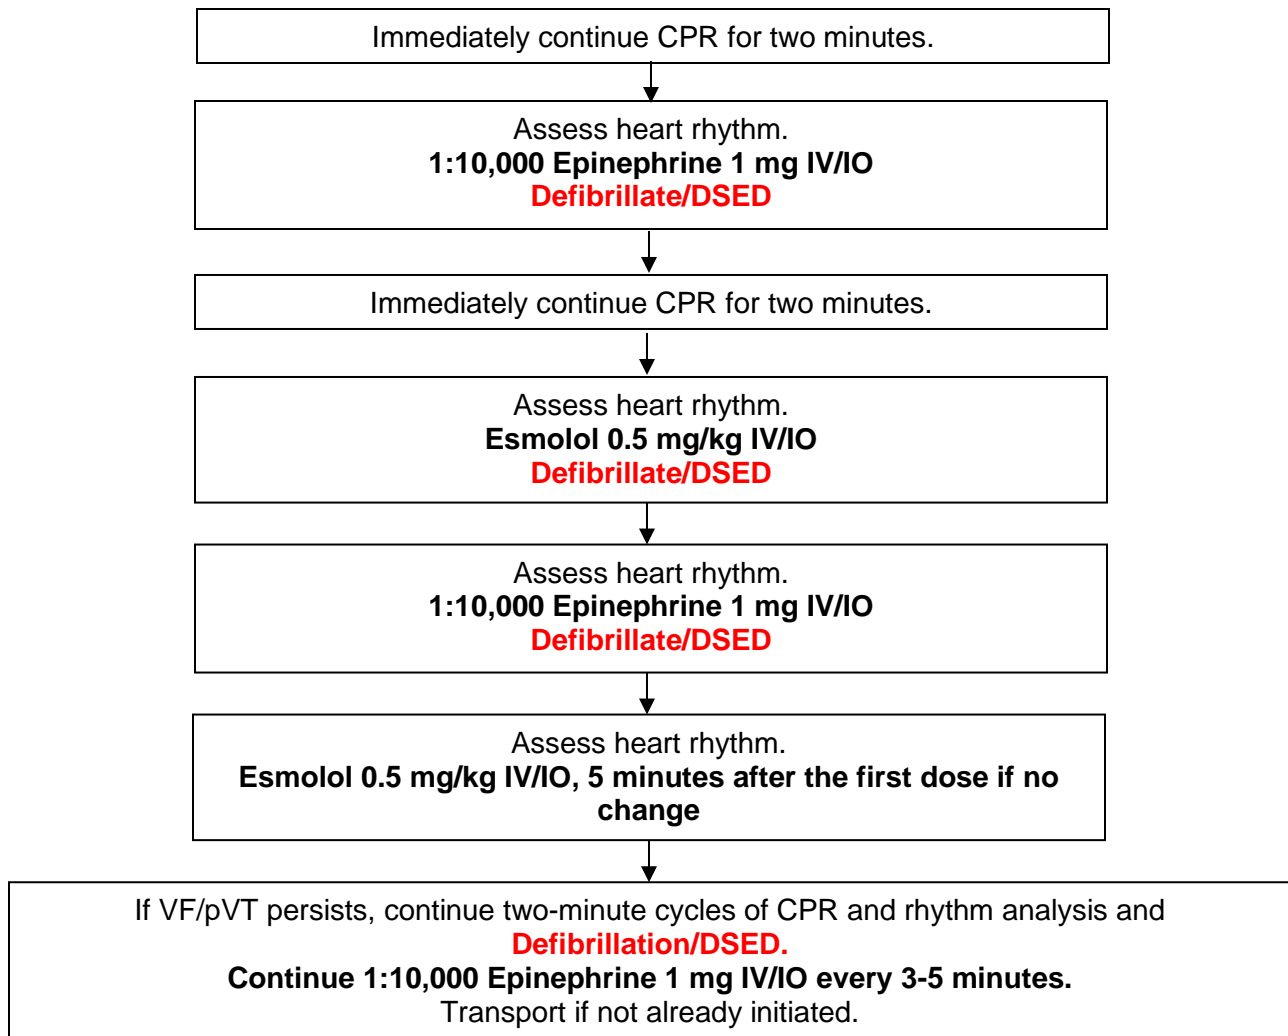 Immediately continue CPR for two minutes.
Assess heart rhythm.
1:10,000 Epinephrine 1 mg IV/IO
Defibrillate/DSED
Immediately continue CPR for two minutes.
Assess heart rhythm.
Esmolol 0.5 mg/kg IV/IO
Defibrillate/DSED
Assess heart rhythm.
1:10,000 Epinephrine 1 mg IV/IO
Defibrillate/DSED
Assess heart rhythm.
Esmolol 0.5 mg/kg IV/IO, 5 minutes after the first dose if no
change
If VF/pVT persists, continue two-minute cycles of CPR and rhythm analysis and
Defibrillation/DSED.
Continue 1:10,000 Epinephrine 1 mg IV/IO every 3-5 minutes.
Transport if not already initiated.